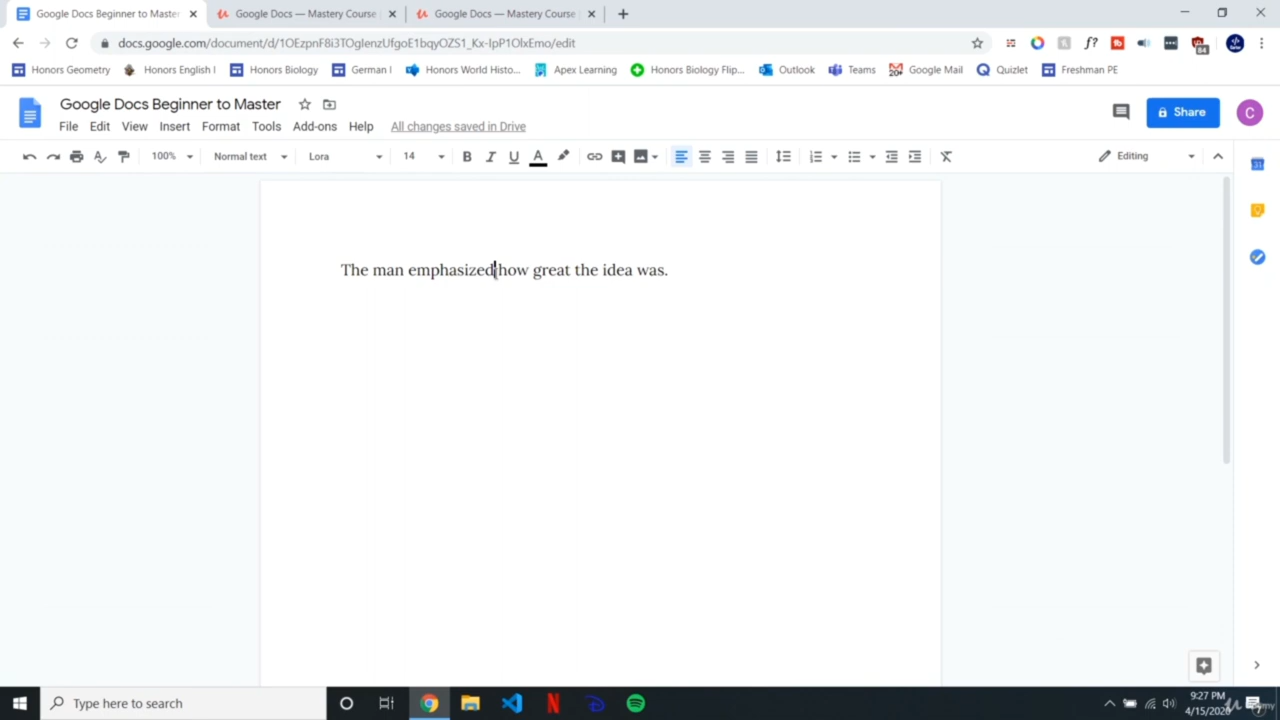 Google Docs Beginner to Master
Google Docs — Mastery Course
Google Docs — Mastery Course
docs.google.com/document/d/1OEzpnF8i3TOgIenzUfgoE1bqyOZS1_Kx-IpP1OlxEmo/edit
84
Honors Geometry
Honors English I
Honors Biology
German I
Honors World Histo...
Apex Learning
Honors Biology Flip...
Outlook
Teams
Google Mail
Quizlet
Freshman PE
Google Docs Beginner to Master
Share
C
File Edit View Insert Format Tools Add-ons Help All changes saved in Drive
100% Normal text Lora 14 B I U A Editing
31
The man emphasized how great the idea was.
Type here to search
9:27 PM
4/15/2020